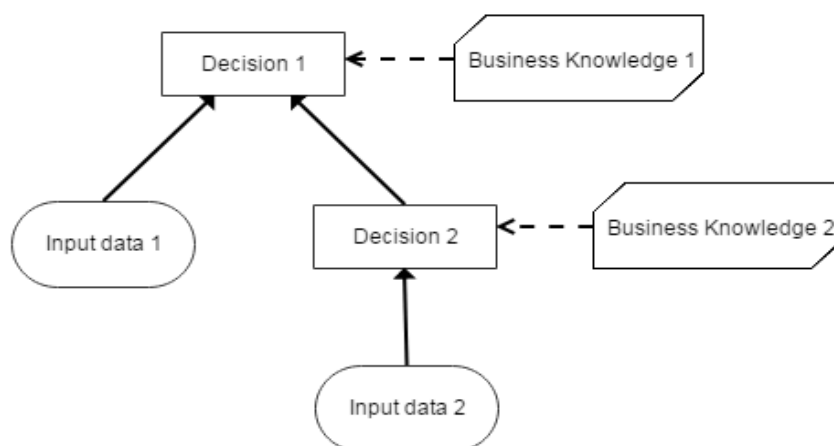 Decision 1
Business Knowledge 1
Input data 1
Decision 2
Business Knowledge 2
Input data 2